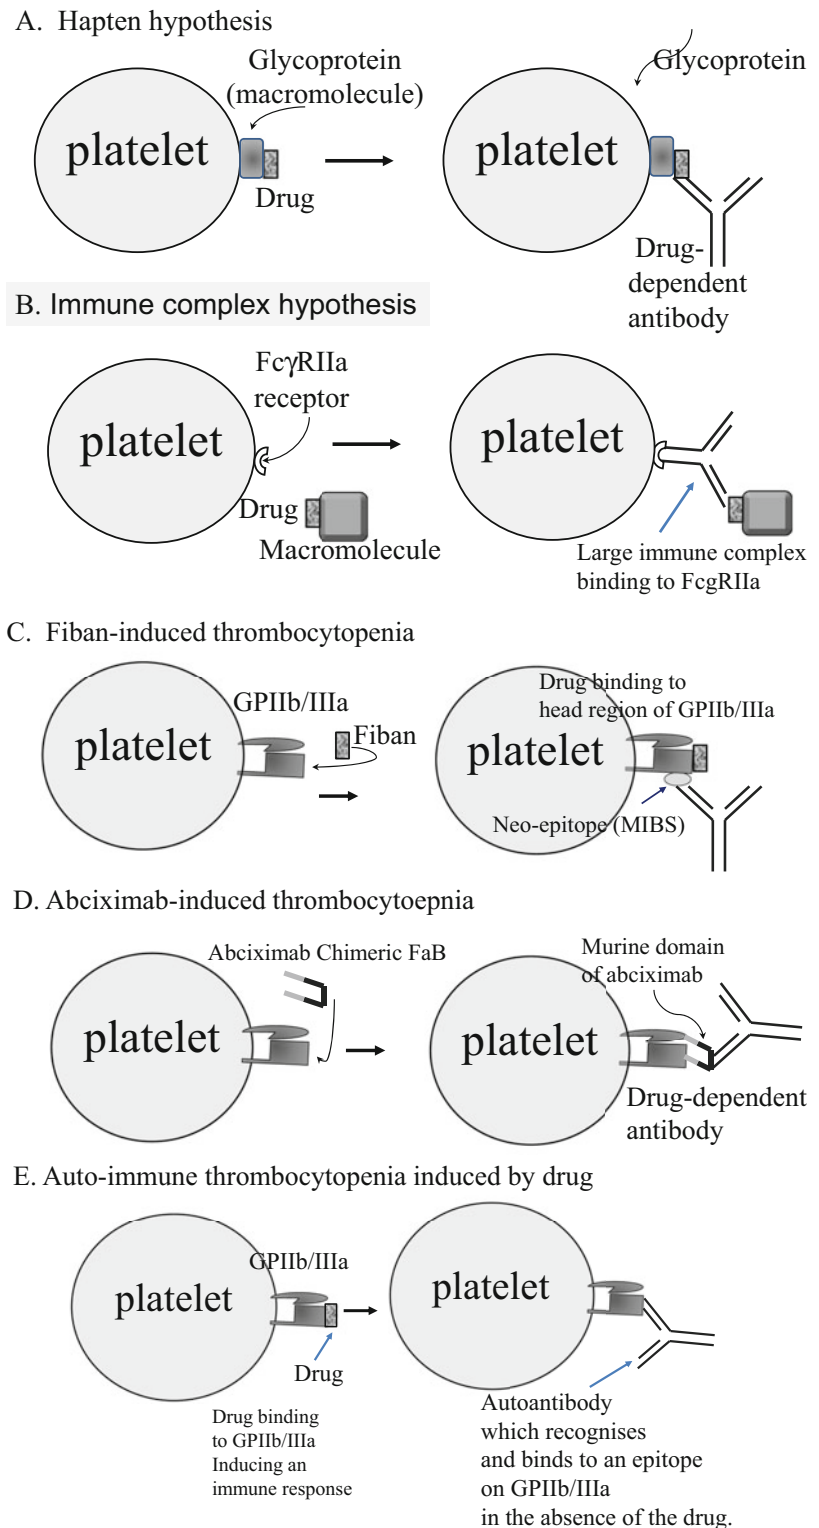 A. Hapten hypothesis
Glycoprotein
(macromolecule)
platelet
Drug
Glycoprotein
platelet
Drug-
dependent
antibody
B. Immune complex hypothesis
FcγRIIa
receptor
platelet
Drug
Macromolecule
platelet
Large immune complex
binding to FcgRIIa
C. Fiban-induced thrombocytopenia
GPIIb/IIIa
Fiban
platelet
Drug binding to
head region of GPIIb/IIIa
platelet
Neo-epitope (MIBS)
D. Abciximab-induced thrombocytoepnia
Abciximab Chimeric FaB
platelet
Murine domain
of abciximab
platelet
Drug-dependent
antibody
E. Auto-immune thrombocytopenia induced by drug
GPIIb/IIIa
platelet
Drug
Drug binding
to GPIIb/IIIa
Inducing an
immune response
platelet
Autoantibody
which recognises
and binds to an epitope
on GPIIb/IIIa
in the absence of the drug.